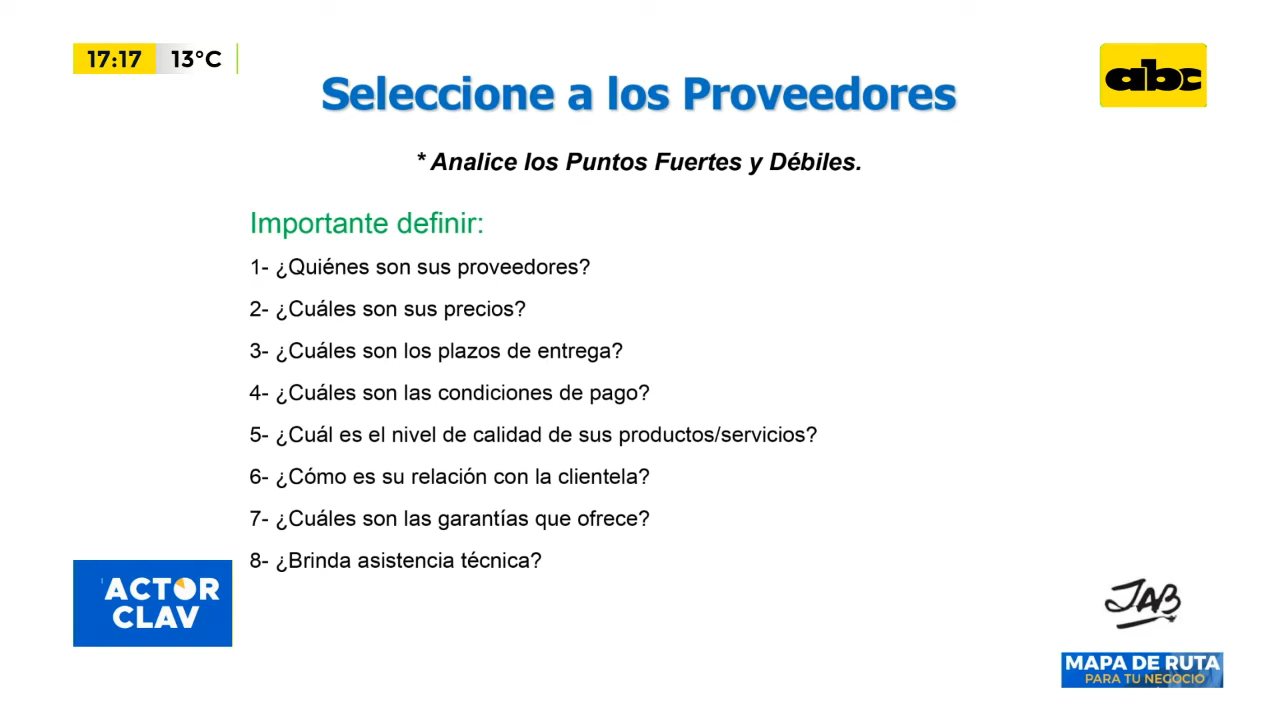 17:17 13°C
abc
Seleccione a los Proveedores
* Analice los Puntos Fuertes y Débiles.
Importante definir:
1- ¿Quiénes son sus proveedores?
2- ¿Cuáles son sus precios?
3- ¿Cuáles son los plazos de entrega?
4- ¿Cuáles son las condiciones de pago?
5- ¿Cuál es el nivel de calidad de sus productos/servicios?
6- ¿Cómo es su relación con la clientela?
7- ¿Cuáles son las garantías que ofrece?
8- ¿Brinda asistencia técnica?
ACTOR
CLAV
JAB
MAPA DE RUTA
PARA TU NEGOCIO